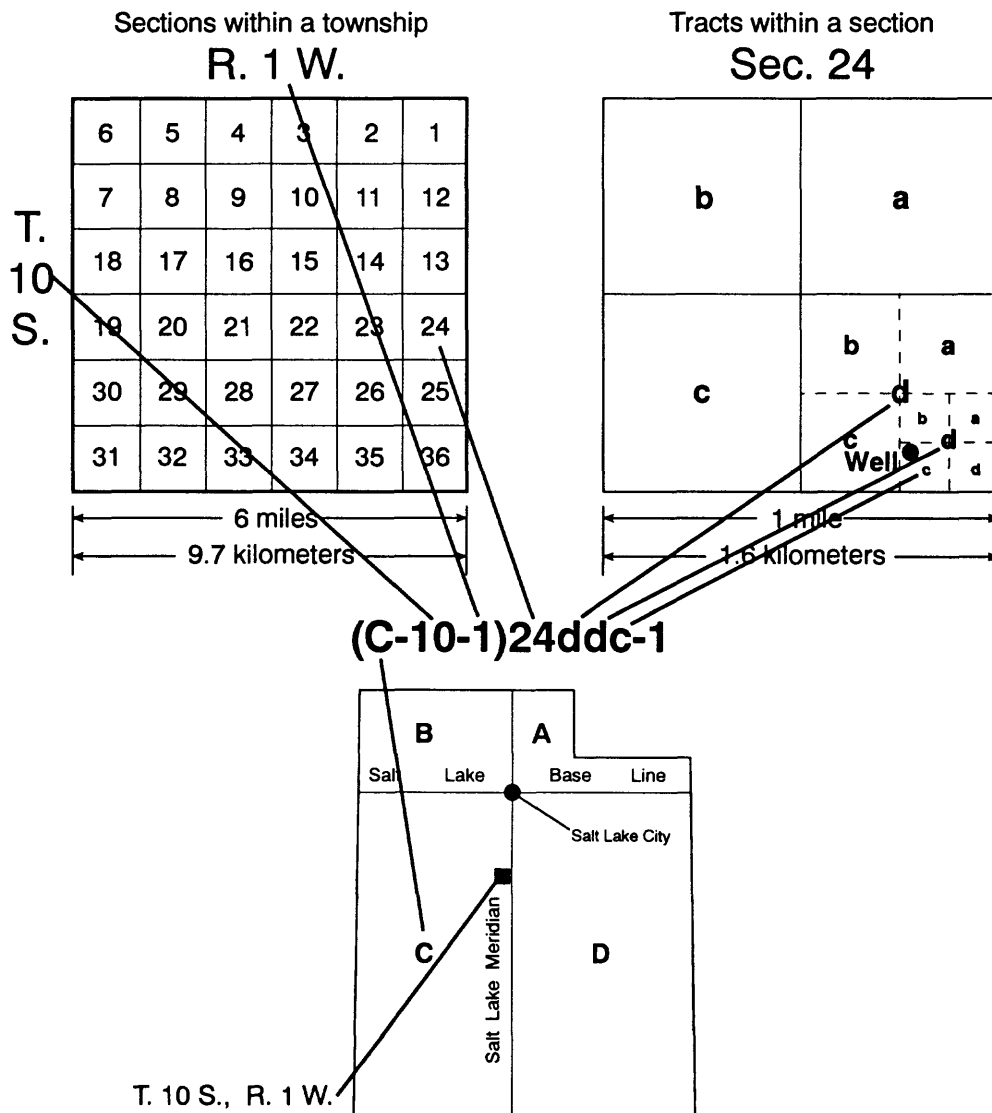 Sections within a township
R. 1 W.
T.
10
S.
6 5 4 3 2 1
7 8 9 10 11 12
18 17 16 15 14 13
19 20 21 22 23 24
30 29 28 27 26 25
31 32 33 34 35 36
6 miles
9.7 kilometers
Tracts within a section
Sec. 24
b a
b a
c d
b a
c d
Well
c d
1 mile
1.6 kilometers
(C-10-1)24ddc-1
B A
Salt Lake Base Line
Salt Lake City
C D
Salt Lake Meridian
T. 10 S., R. 1 W.